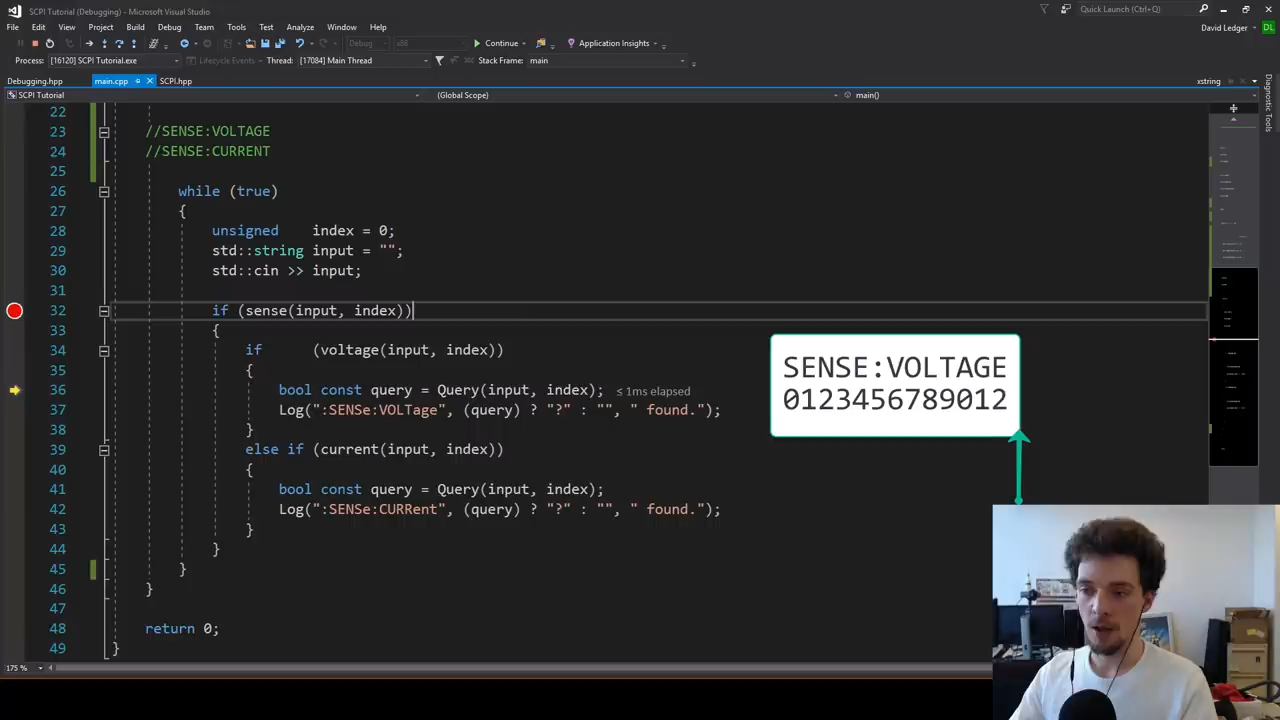 SCPI Tutorial (Debugging) - Microsoft Visual Studio
Quick Launch (Ctrl+Q)
File Edit View Project Build Debug Team Tools Test Analyze Window Help
David Ledger DL
Debug x86 Continue Application Insights
Process: [16120] SCPI Tutorial.exe Lifecycle Events Thread: [17084] Main Thread Stack Frame: main
Debugging.hpp main.cpp SCPI.hpp xstring
SCPI Tutorial (Global Scope) main()
Diagnostic Tools
22
23 //SENSE:VOLTAGE
24 //SENSE:CURRENT
25
26 while (true)
27 {
28 unsigned index = 0;
29 std::string input = "";
30 std::cin >> input;
31
32 if (sense(input, index))
33 {
34 if (voltage(input, index))
35 {
36 bool const query = Query(input, index); ≤ 1ms elapsed
37 Log(":SENSe:VOLTage", (query) ? "?" : "", " found.");
38 }
39 else if (current(input, index))
40 {
41 bool const query = Query(input, index);
42 Log(":SENSe:CURRent", (query) ? "?" : "", " found.");
43 }
44 }
45 }
46 }
47
48 return 0;
49 }
SENSE:VOLTAGE
0123456789012
175 %